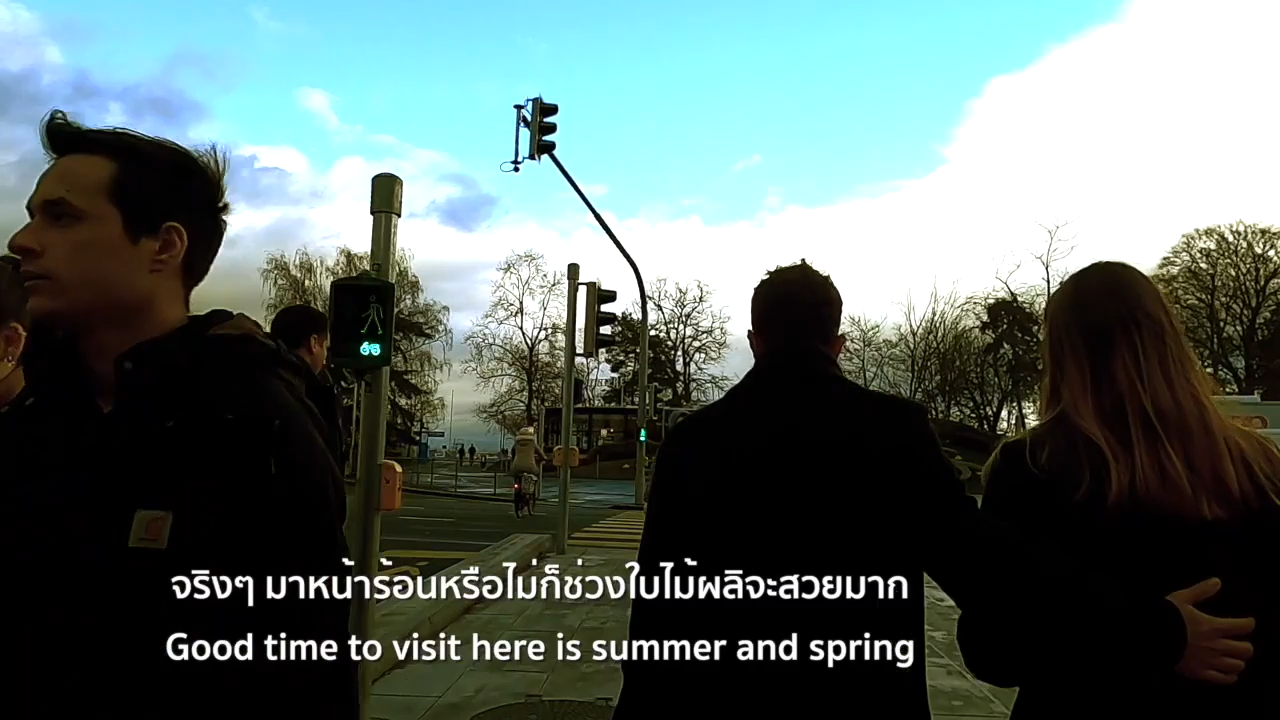 จริงๆ มาหน้าร้อนหรือไม่ก็ช่วงใบไม้ผลิจะสวยมาก
Good time to visit here is summer and spring